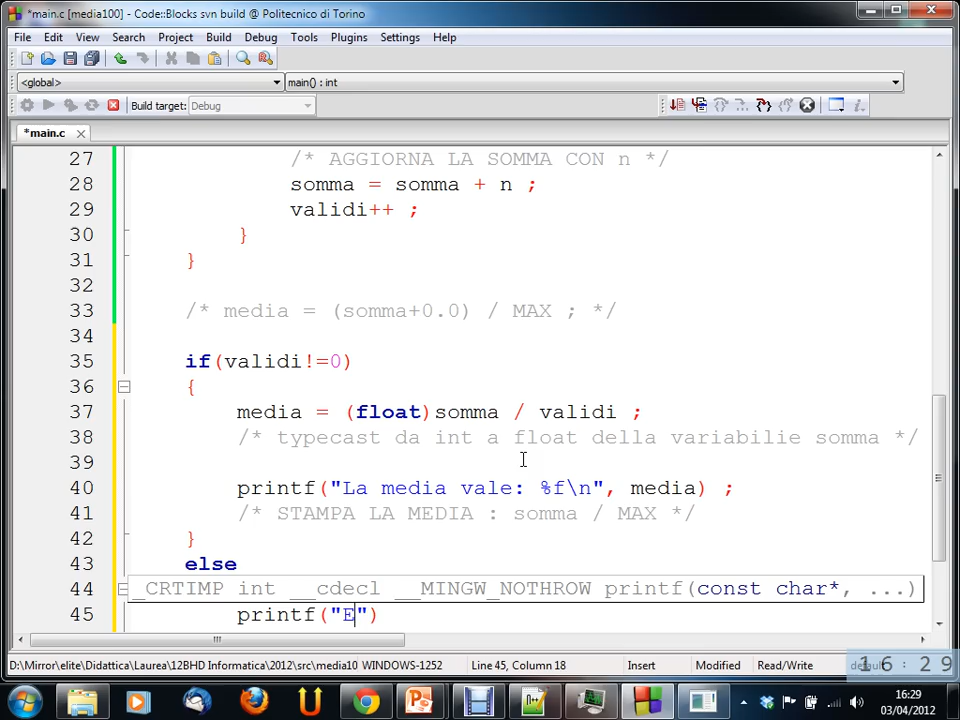 *main.c [media100] - Code::Blocks svn build @ Politecnico di Torino
File Edit View Search Project Build Debug Tools Plugins Settings Help
<global> main() : int
Build target: Debug
*main.c
27 /* AGGIORNA LA SOMMA CON n */
28 somma = somma + n ;
29 validi++ ;
30 }
31 }
32
33 /* media = (somma+0.0) / MAX ; */
34
35 if(validi!=0)
36 {
37 media = (float)somma / validi ;
38 /* typecast da int a float della variabilie somma */
39
40 printf("La media vale: %f\n", media) ;
41 /* STAMPA LA MEDIA : somma / MAX */
42 }
43 else
44 _CRTIMP int __cdecl __MINGW_NOTHROW printf(const char*, ...)
45 printf("E")
D:\Mirror\elite\Didattica\Laurea\12BHD Informatica\2012\src\media10 WINDOWS-1252 Line 45, Column 18 Insert Modified Read/Write default
16:29
16:29
03/04/2012